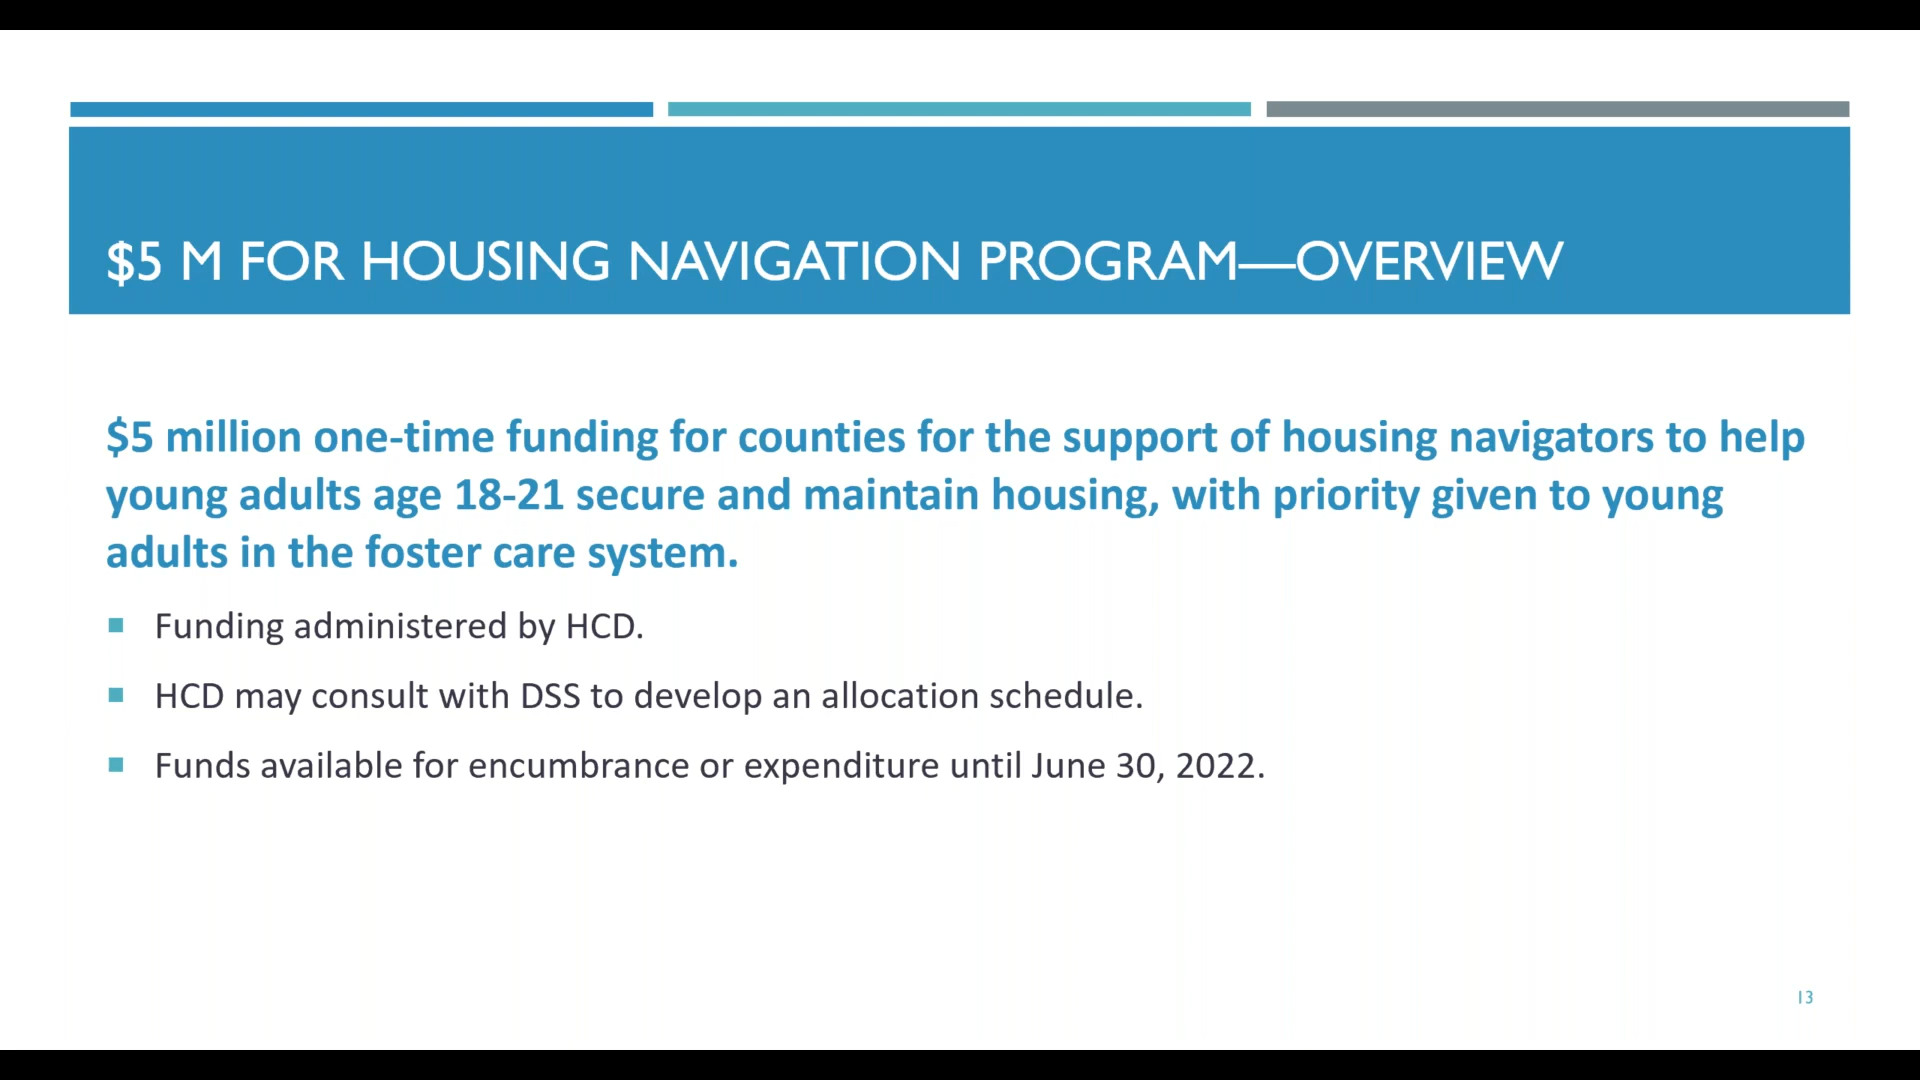 $5 M FOR HOUSING NAVIGATION PROGRAM—OVERVIEW
$5 million one-time funding for counties for the support of housing navigators to help
young adults age 18-21 secure and maintain housing, with priority given to young
adults in the foster care system.
Funding administered by HCD.
HCD may consult with DSS to develop an allocation schedule.
Funds available for encumbrance or expenditure until June 30, 2022.
13